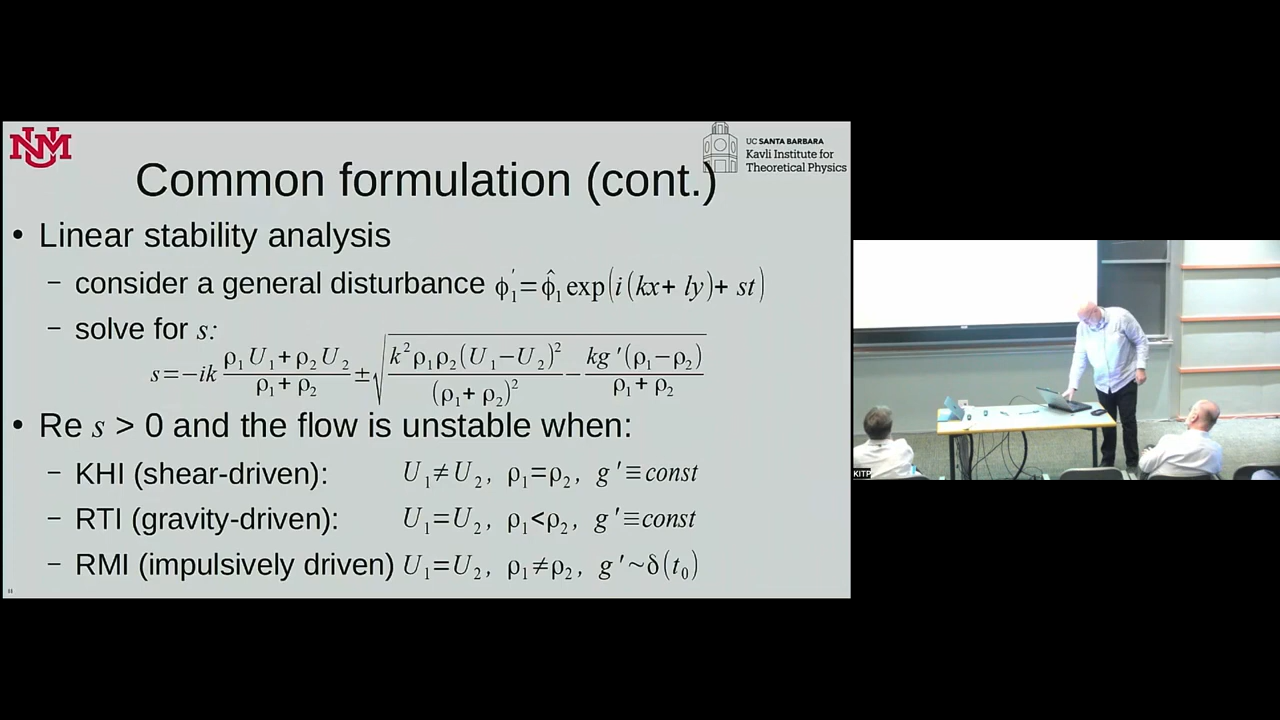 UNM
UC SANTA BARBARA
Kavli Institute for
Theoretical Physics
Common formulation (cont.)
• Linear stability analysis
– consider a general disturbance ϕ₁′=ϕ̂₁ exp(i(kx+ ly)+ st)
– solve for s:
s=−ik (ρ₁U₁+ρ₂U₂)/(ρ₁+ρ₂) ± √(k²ρ₁ρ₂(U₁−U₂)²/(ρ₁+ρ₂)² − kg′(ρ₁−ρ₂)/(ρ₁+ρ₂))
• Re s > 0 and the flow is unstable when:
– KHI (shear-driven): U₁≠U₂, ρ₁=ρ₂, g′≡const
– RTI (gravity-driven): U₁=U₂, ρ₁<ρ₂, g′≡const
– RMI (impulsively driven) U₁=U₂, ρ₁≠ρ₂, g′~δ(t₀)
KITP